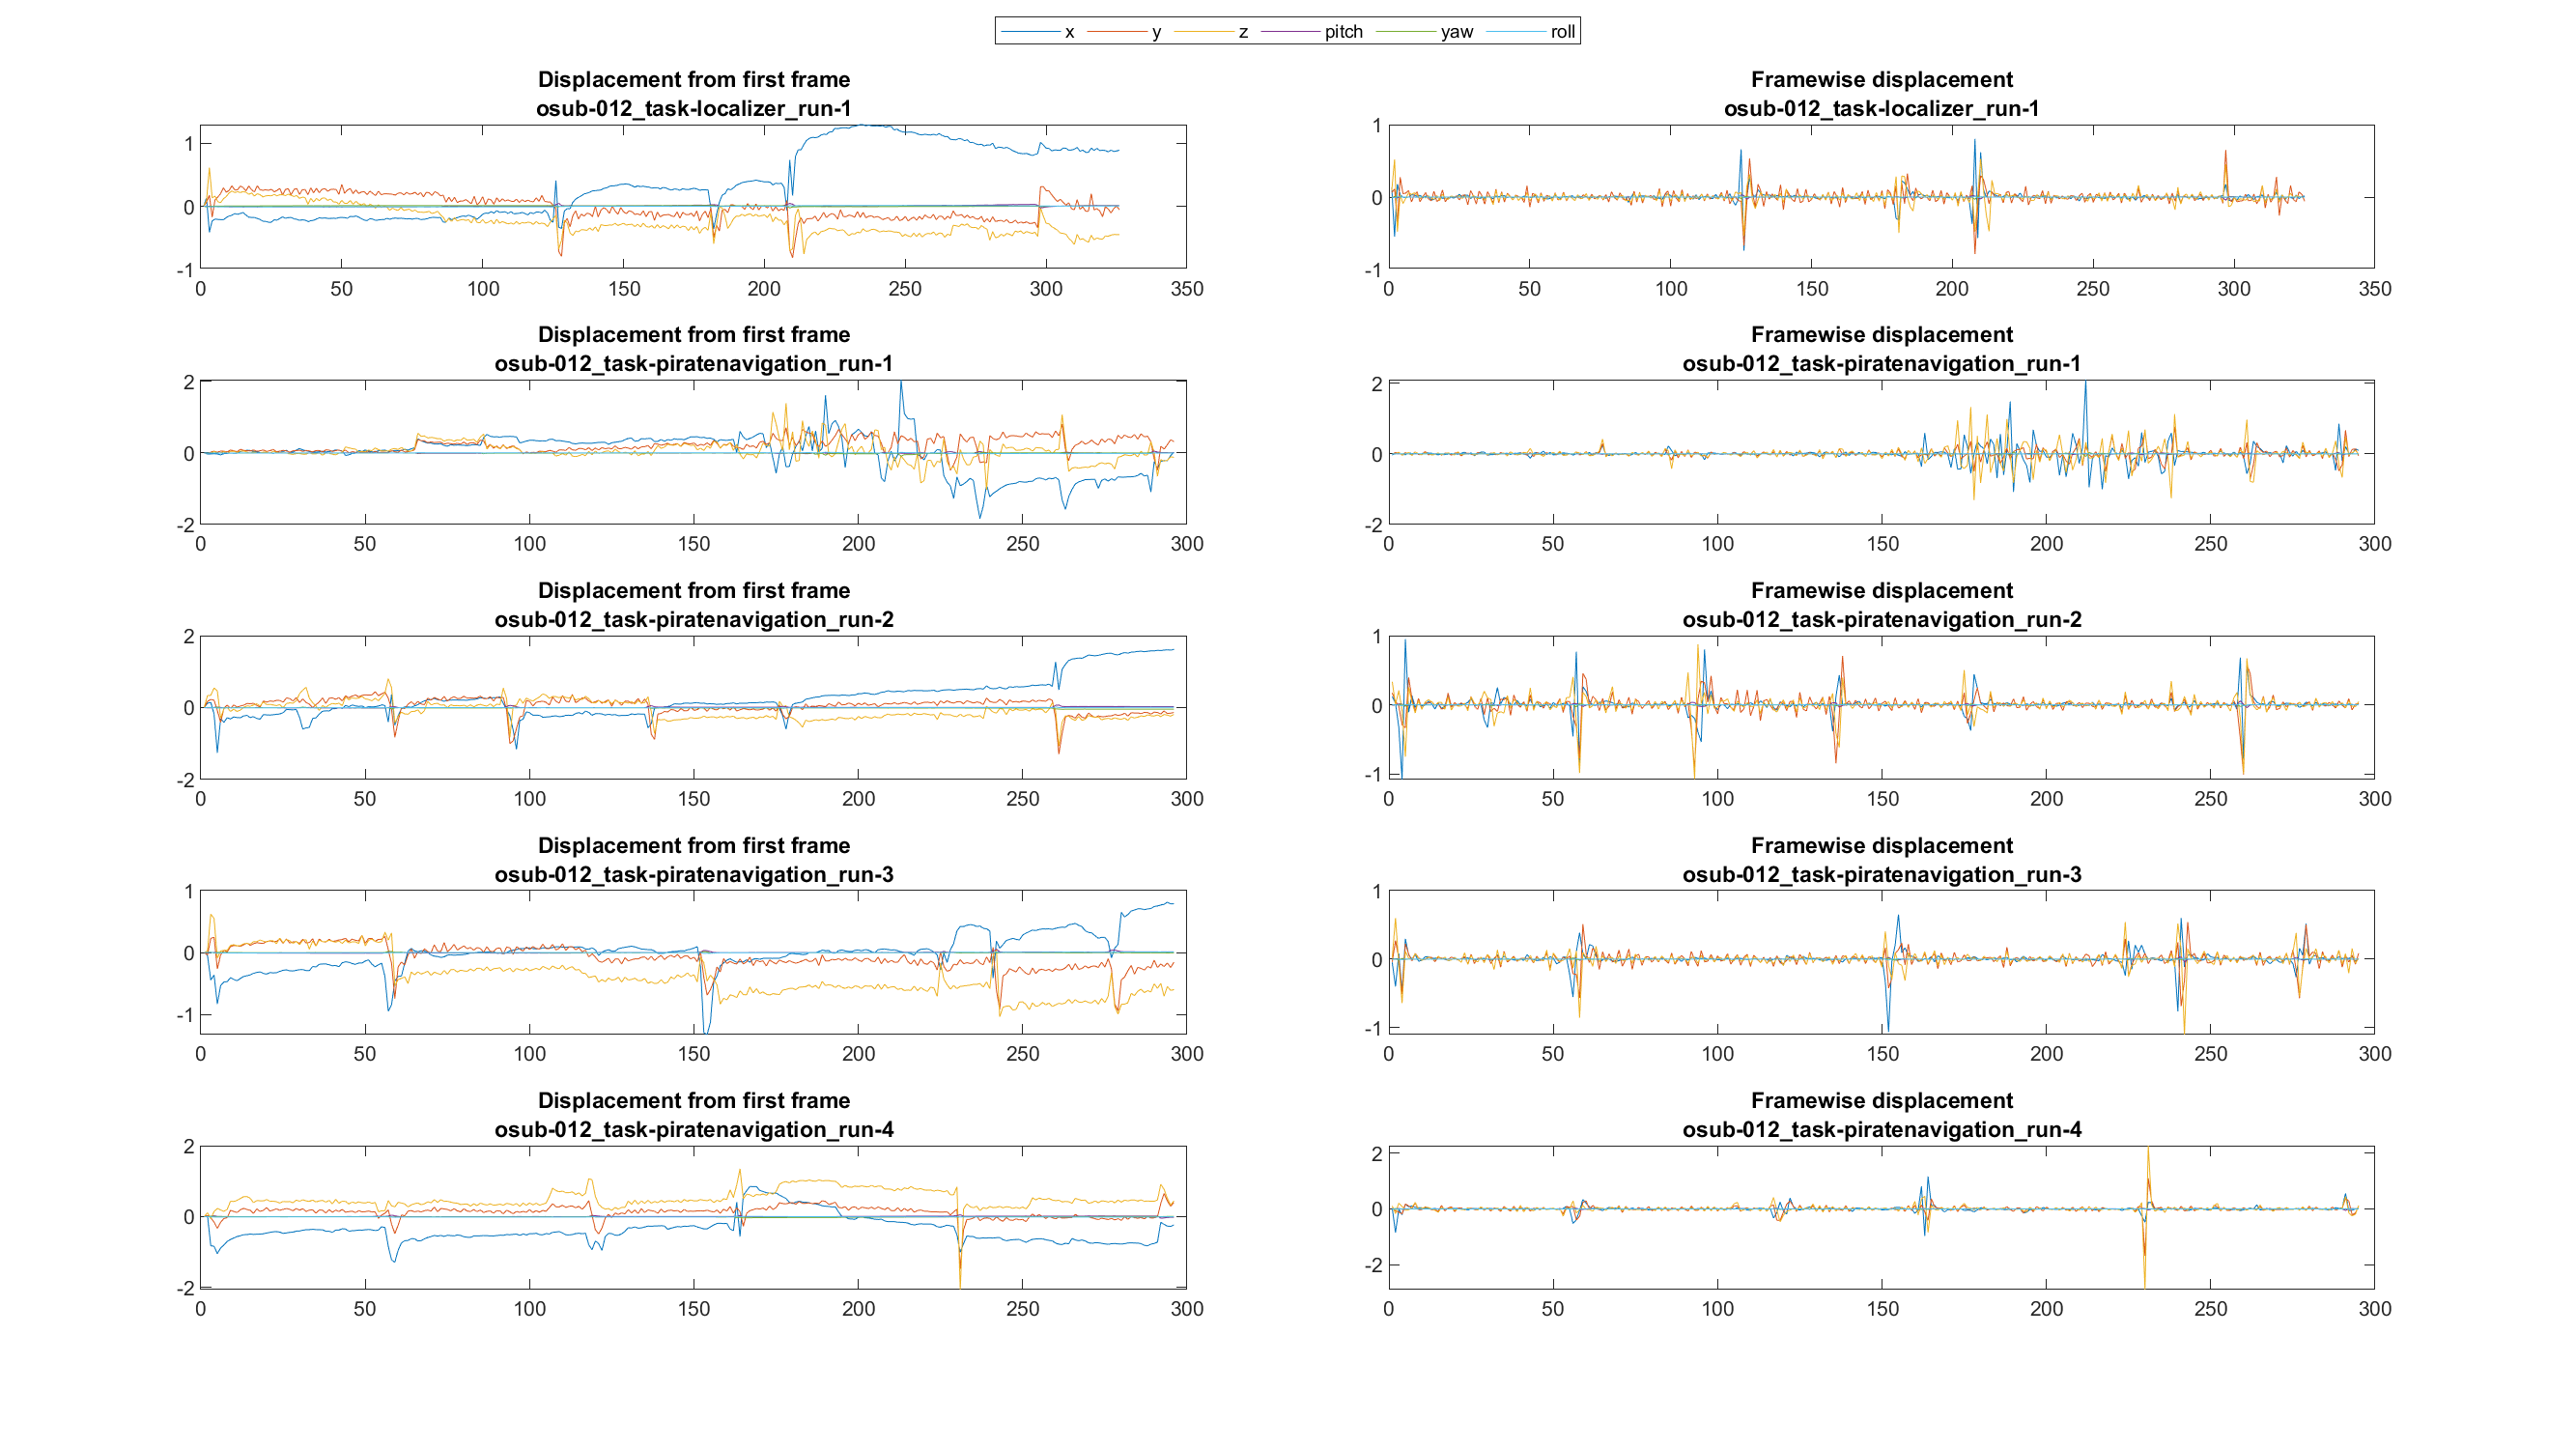 x y z pitch yaw roll
Displacement from first frame
osub-012_task-localizer_run-1
1
0
-1
0 50 100 150 200 250 300 350
Framewise displacement
osub-012_task-localizer_run-1
1
0
-1
0 50 100 150 200 250 300 350
Displacement from first frame
osub-012_task-piratenavigation_run-1
2
0
-2
0 50 100 150 200 250 300
Framewise displacement
osub-012_task-piratenavigation_run-1
2
0
-2
0 50 100 150 200 250 300
Displacement from first frame
osub-012_task-piratenavigation_run-2
2
0
-2
0 50 100 150 200 250 300
Framewise displacement
osub-012_task-piratenavigation_run-2
1
0
-1
0 50 100 150 200 250 300
Displacement from first frame
osub-012_task-piratenavigation_run-3
1
0
-1
0 50 100 150 200 250 300
Framewise displacement
osub-012_task-piratenavigation_run-3
1
0
-1
0 50 100 150 200 250 300
Displacement from first frame
osub-012_task-piratenavigation_run-4
2
0
-2
0 50 100 150 200 250 300
Framewise displacement
osub-012_task-piratenavigation_run-4
2
0
-2
0 50 100 150 200 250 300